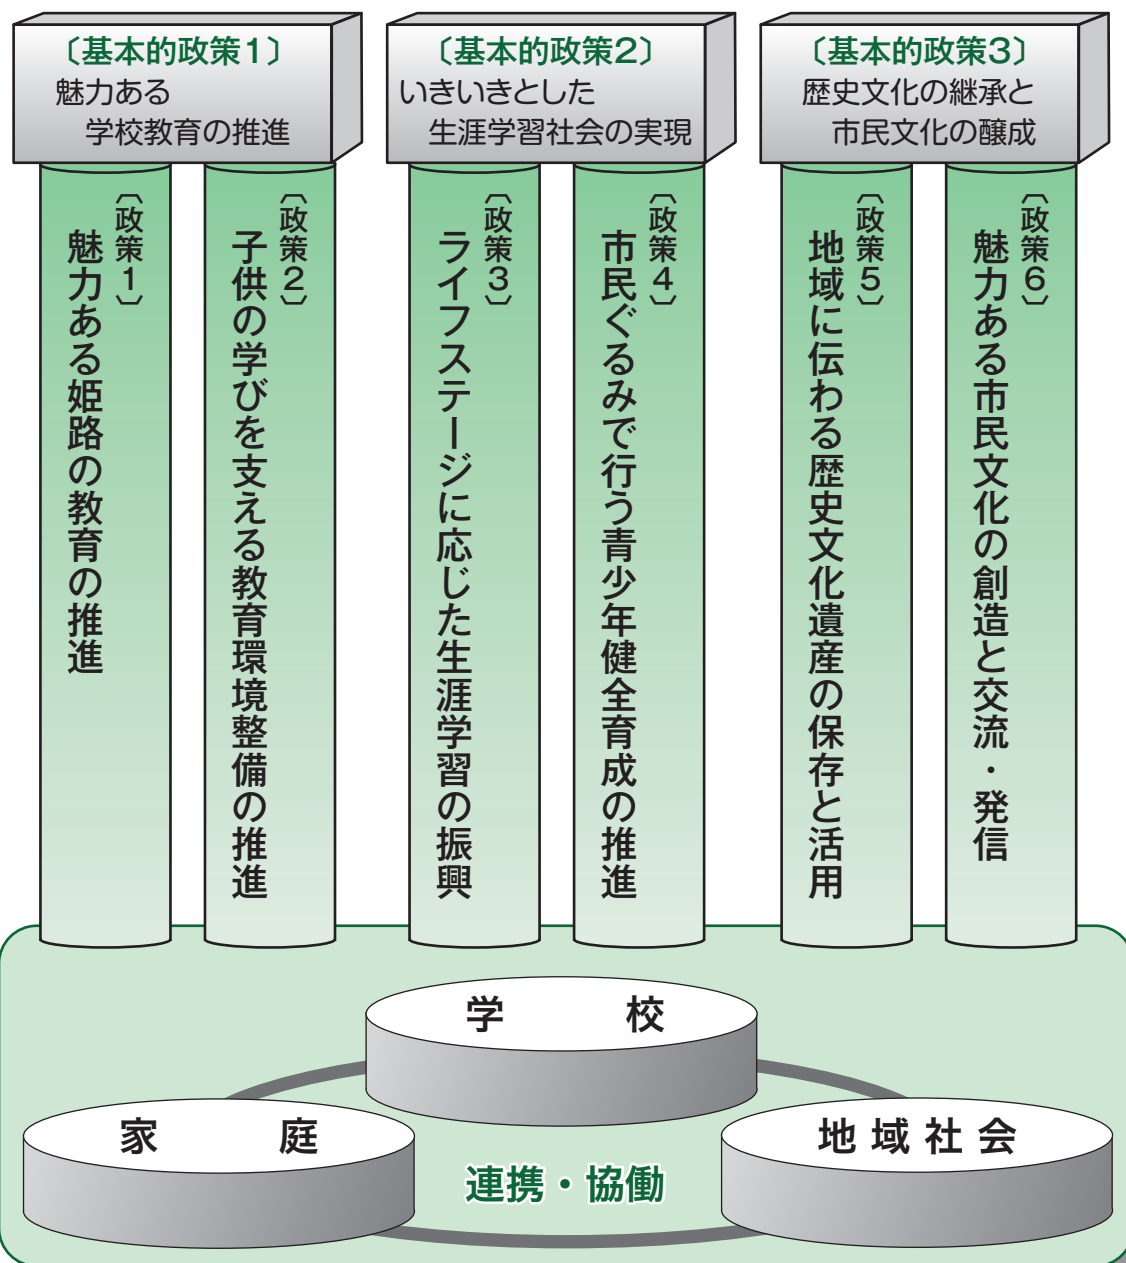 〔基本的政策1〕
魅力ある
学校教育の推進
〔基本的政策2〕
いきいきとした
生涯学習社会の実現
〔基本的政策3〕
歴史文化の継承と
市民文化の醸成
〔政策1〕
魅力ある姫路の教育の推進
〔政策2〕
子供の学びを支える教育環境整備の推進
〔政策3〕
ライフステージに応じた生涯学習の振興
〔政策4〕
市民ぐるみで行う青少年健全育成の推進
〔政策5〕
地域に伝わる歴史文化遺産の保存と活用
〔政策6〕
魅力ある市民文化の創造と交流・発信
学校
家庭
地域社会
連携・協働